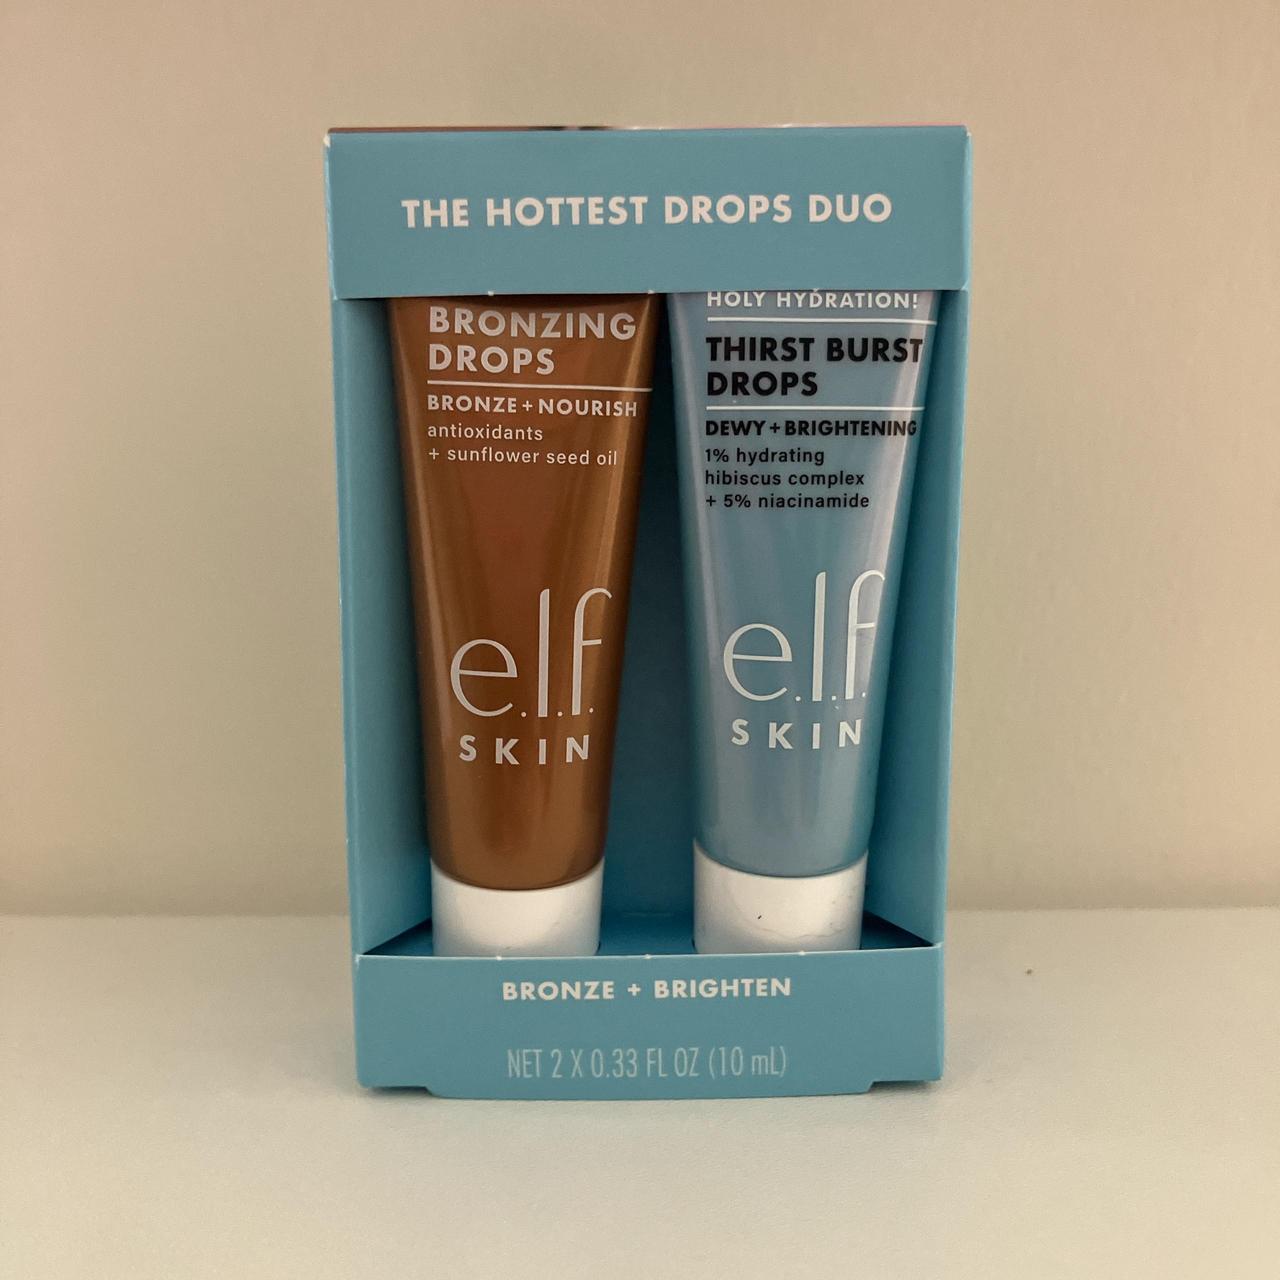 THE HOTTEST DROPS DUO
BRONZING
DROPS
BRONZE + NOURISH
antioxidants
+ sunflower seed oil
e.l.f.
SKIN
HOLY HYDRATION!
THIRST BURST
DROPS
DEWY + BRIGHTENING
1% hydrating
hibiscus complex
+ 5% niacinamide
e.l.f.
SKIN
BRONZE + BRIGHTEN
NET 2 X 0.33 FL OZ (10 mL)